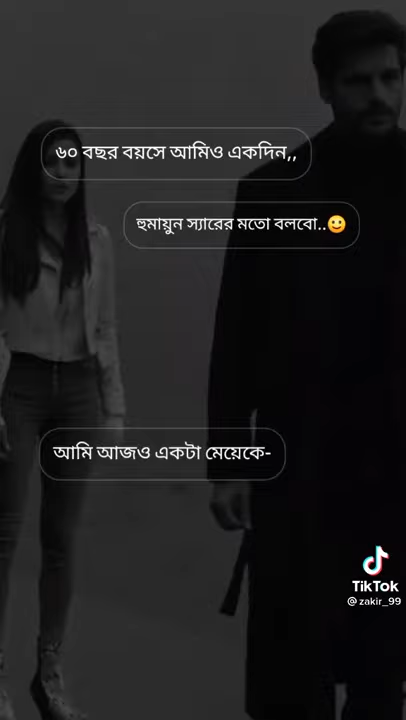 ৬০ বছর বয়সে আমিও একদিন,,
হুমায়ুন স্যারের মতো বলবো..🙂
আমি আজও একটা মেয়েকে-
TikTok
@zakir_99